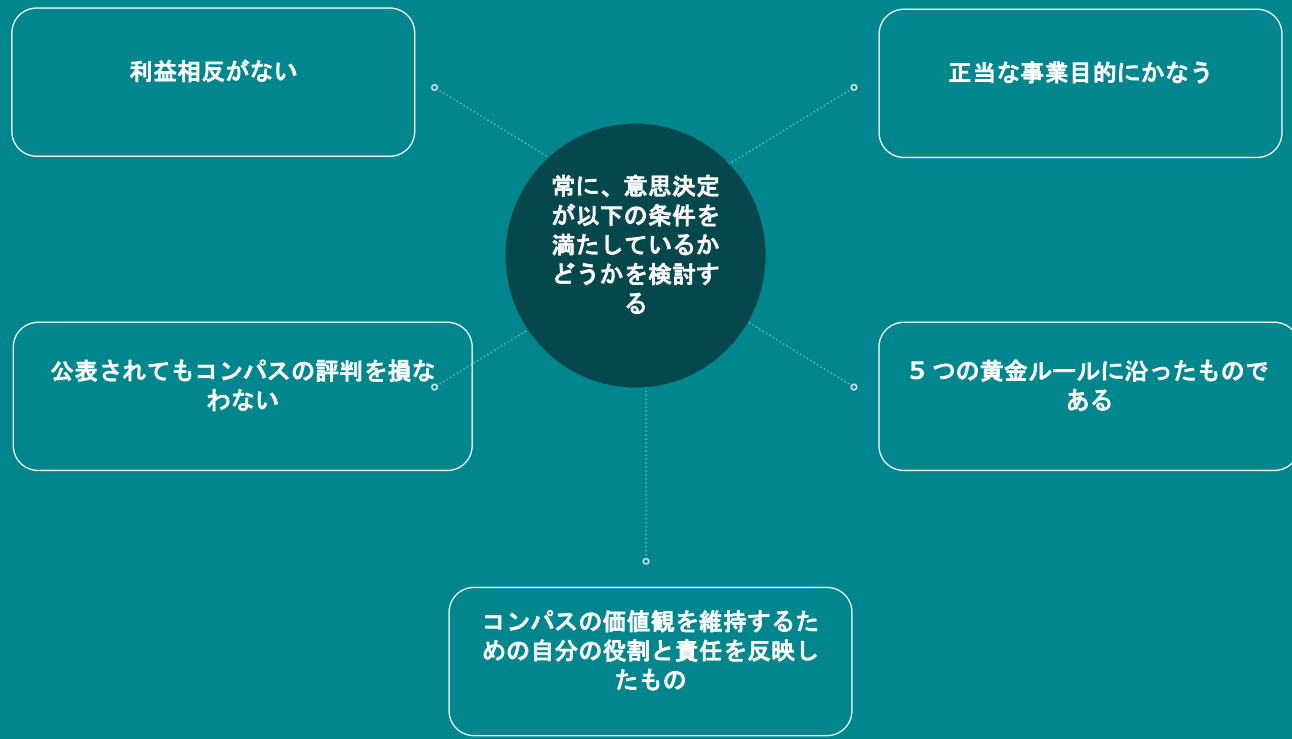 利益相反がない
正当な事業目的にかなう
常に、意思決定
が以下の条件を
満たしているか
どうかを検討す
る
公表されてもコンパスの評判を損な
わない
5 つの黄金ルールに沿ったもので
ある
コンパスの価値観を維持するた
めの自分の役割と責任を反映し
たもの